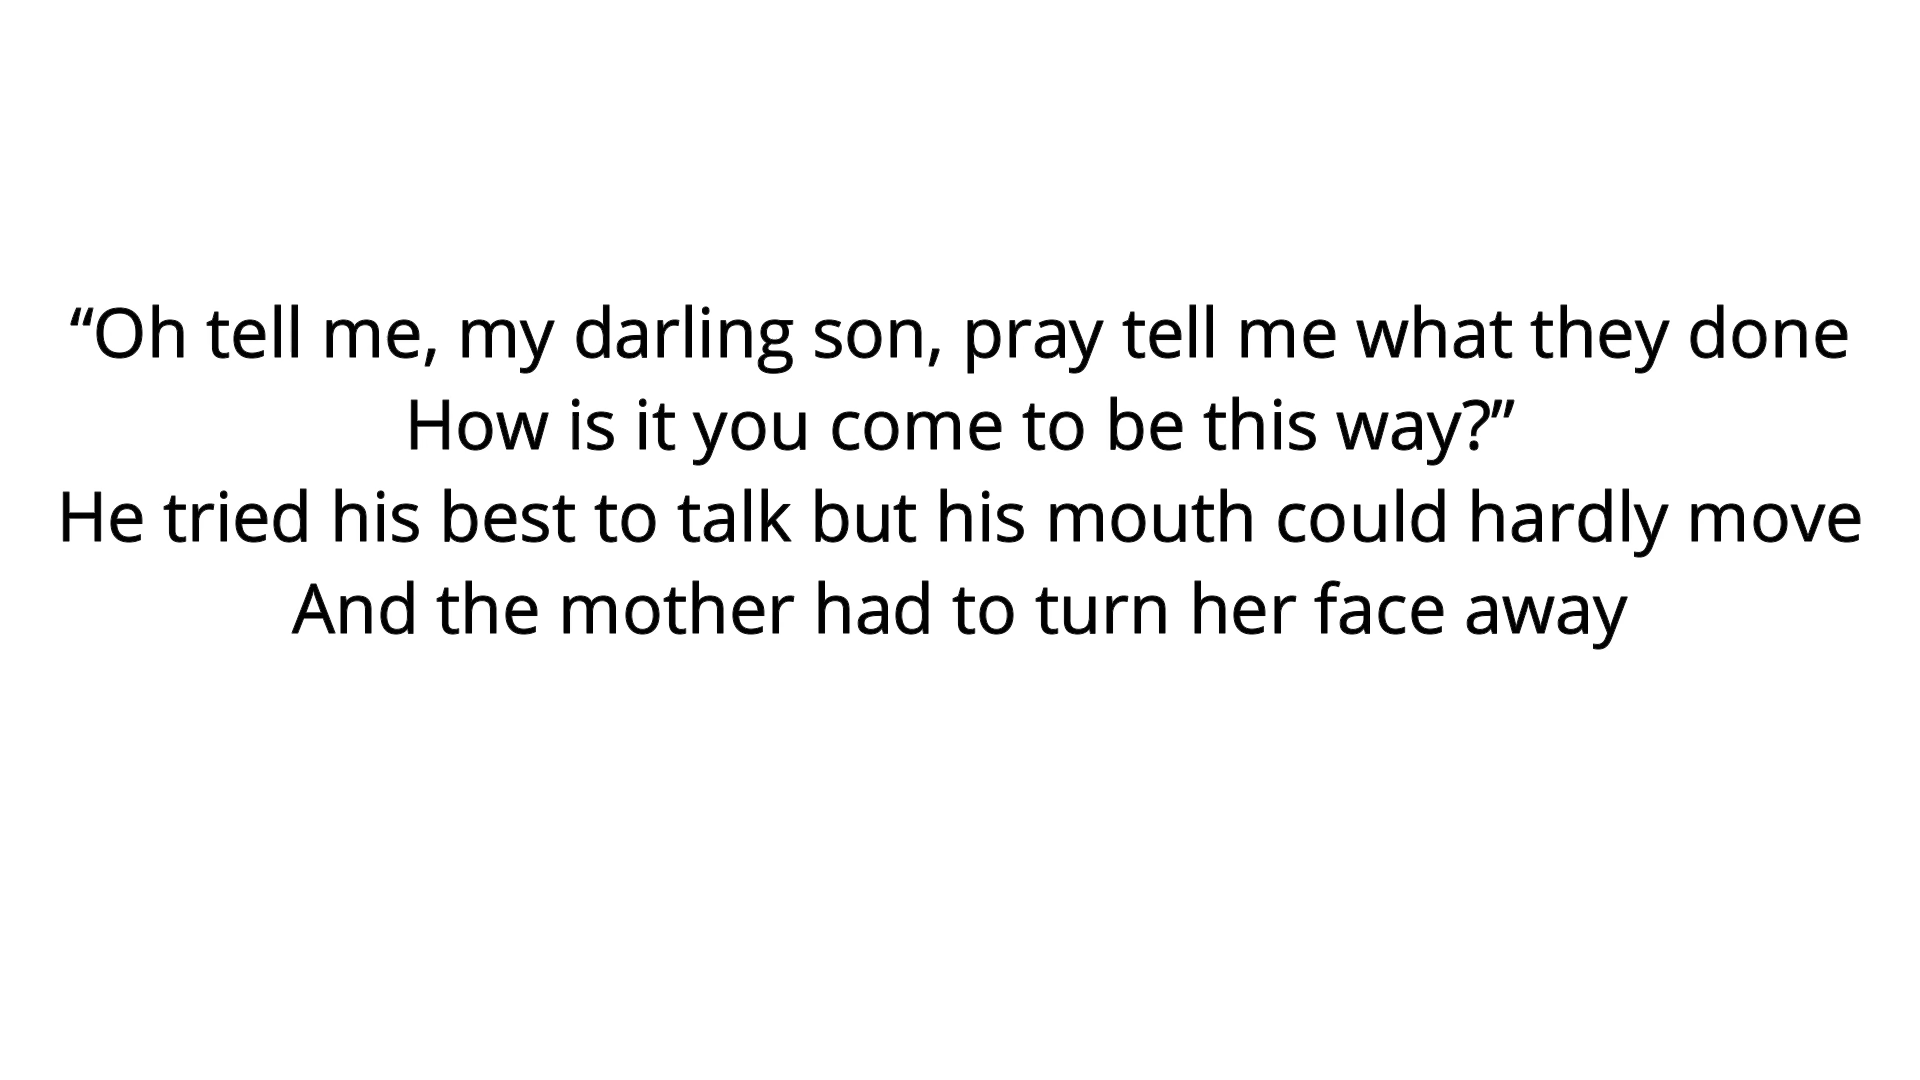 “Oh tell me, my darling son, pray tell me what they done
How is it you come to be this way?”
He tried his best to talk but his mouth could hardly move
And the mother had to turn her face away